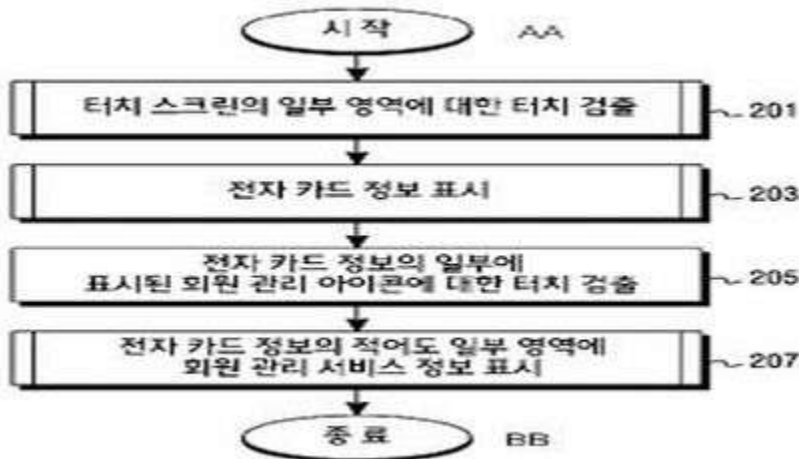 시작 AA
터치 스크린의 일부 영역에 대한 터치 검출 201
전자 카드 정보 표시 203
전자 카드 정보의 일부에
표시된 회원 관리 아이콘에 대한 터치 검출 205
전자 카드 정보의 적어도 일부 영역에
회원 관리 서비스 정보 표시 207
종료 BB